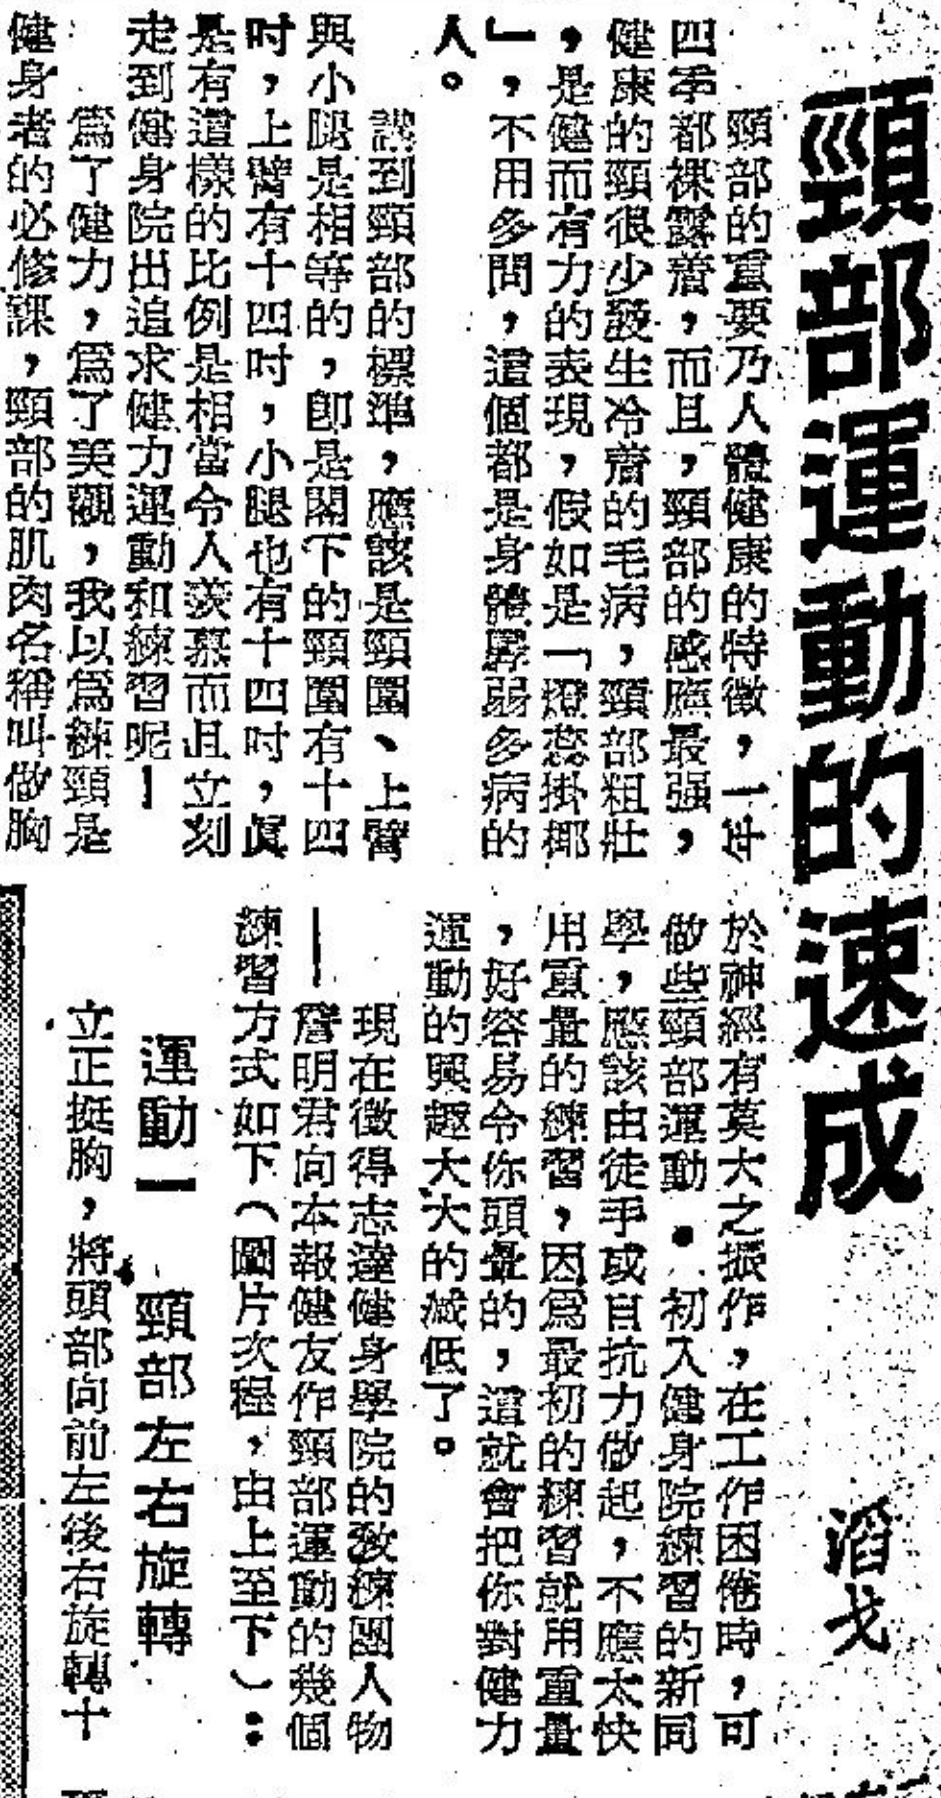 頸部運動的速成
滔戈
頸部的重要乃人體健康的特徵,一年
四季都裸露着,而且,頸部的感應最强,
健康的頸很少發生冷着的毛病,頸部粗壯
,是健而有力的表現,假如是「燈蕊掛椰
」,不用多問,這個都是身體孱弱多病的
人。
講到頸部的標準,應該是頸圍、上臂
與小腿是相等的,卽是閣下的頸圍有十四
吋,上臂有十四吋,小腿也有十四吋,眞
是有這樣的比例是相當令人羡慕而且立刻
走到健身院出追求健力運動和練習呢!
爲了健力,爲了美觀,我以爲練頸是
健身者的必修課,頸部的肌肉名稱叫做胸
於神經有莫大之振作,在工作困倦時,可
做些頸部運動。初入健身院練習的新同
學,應該由徒手或自抗力做起,不應太快
用重量的練習,因爲最初的練習就用重量
,好容易令你頭暈的,這就會把你對健力
運動的興趣大大的減低了。
現在徵得志達健身學院的敎練團人物
—詹明君向本報健友作頸部運動的幾個
練習方式如下(圖片次程,由上至下):
運動一 頸部左右旋轉
立正挺胸,將頭部向前左後右旋轉十